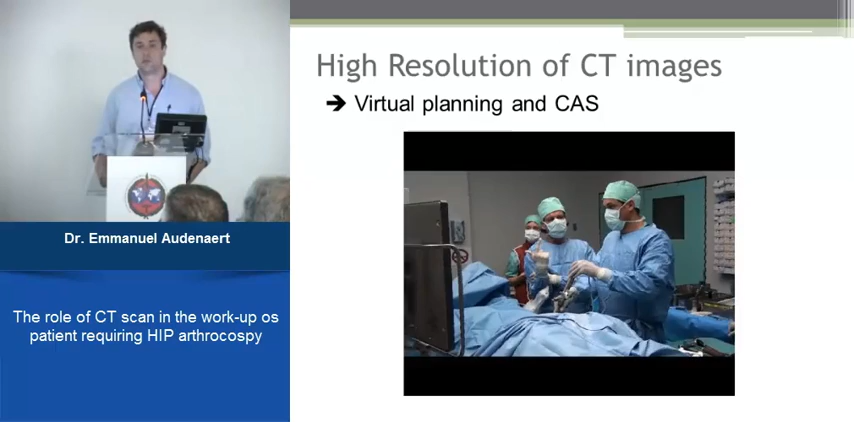 High Resolution of CT images
➔ Virtual planning and CAS
Dr. Emmanuel Audenaert
The role of CT scan in the work-up os
patient requiring HIP arthrocospy